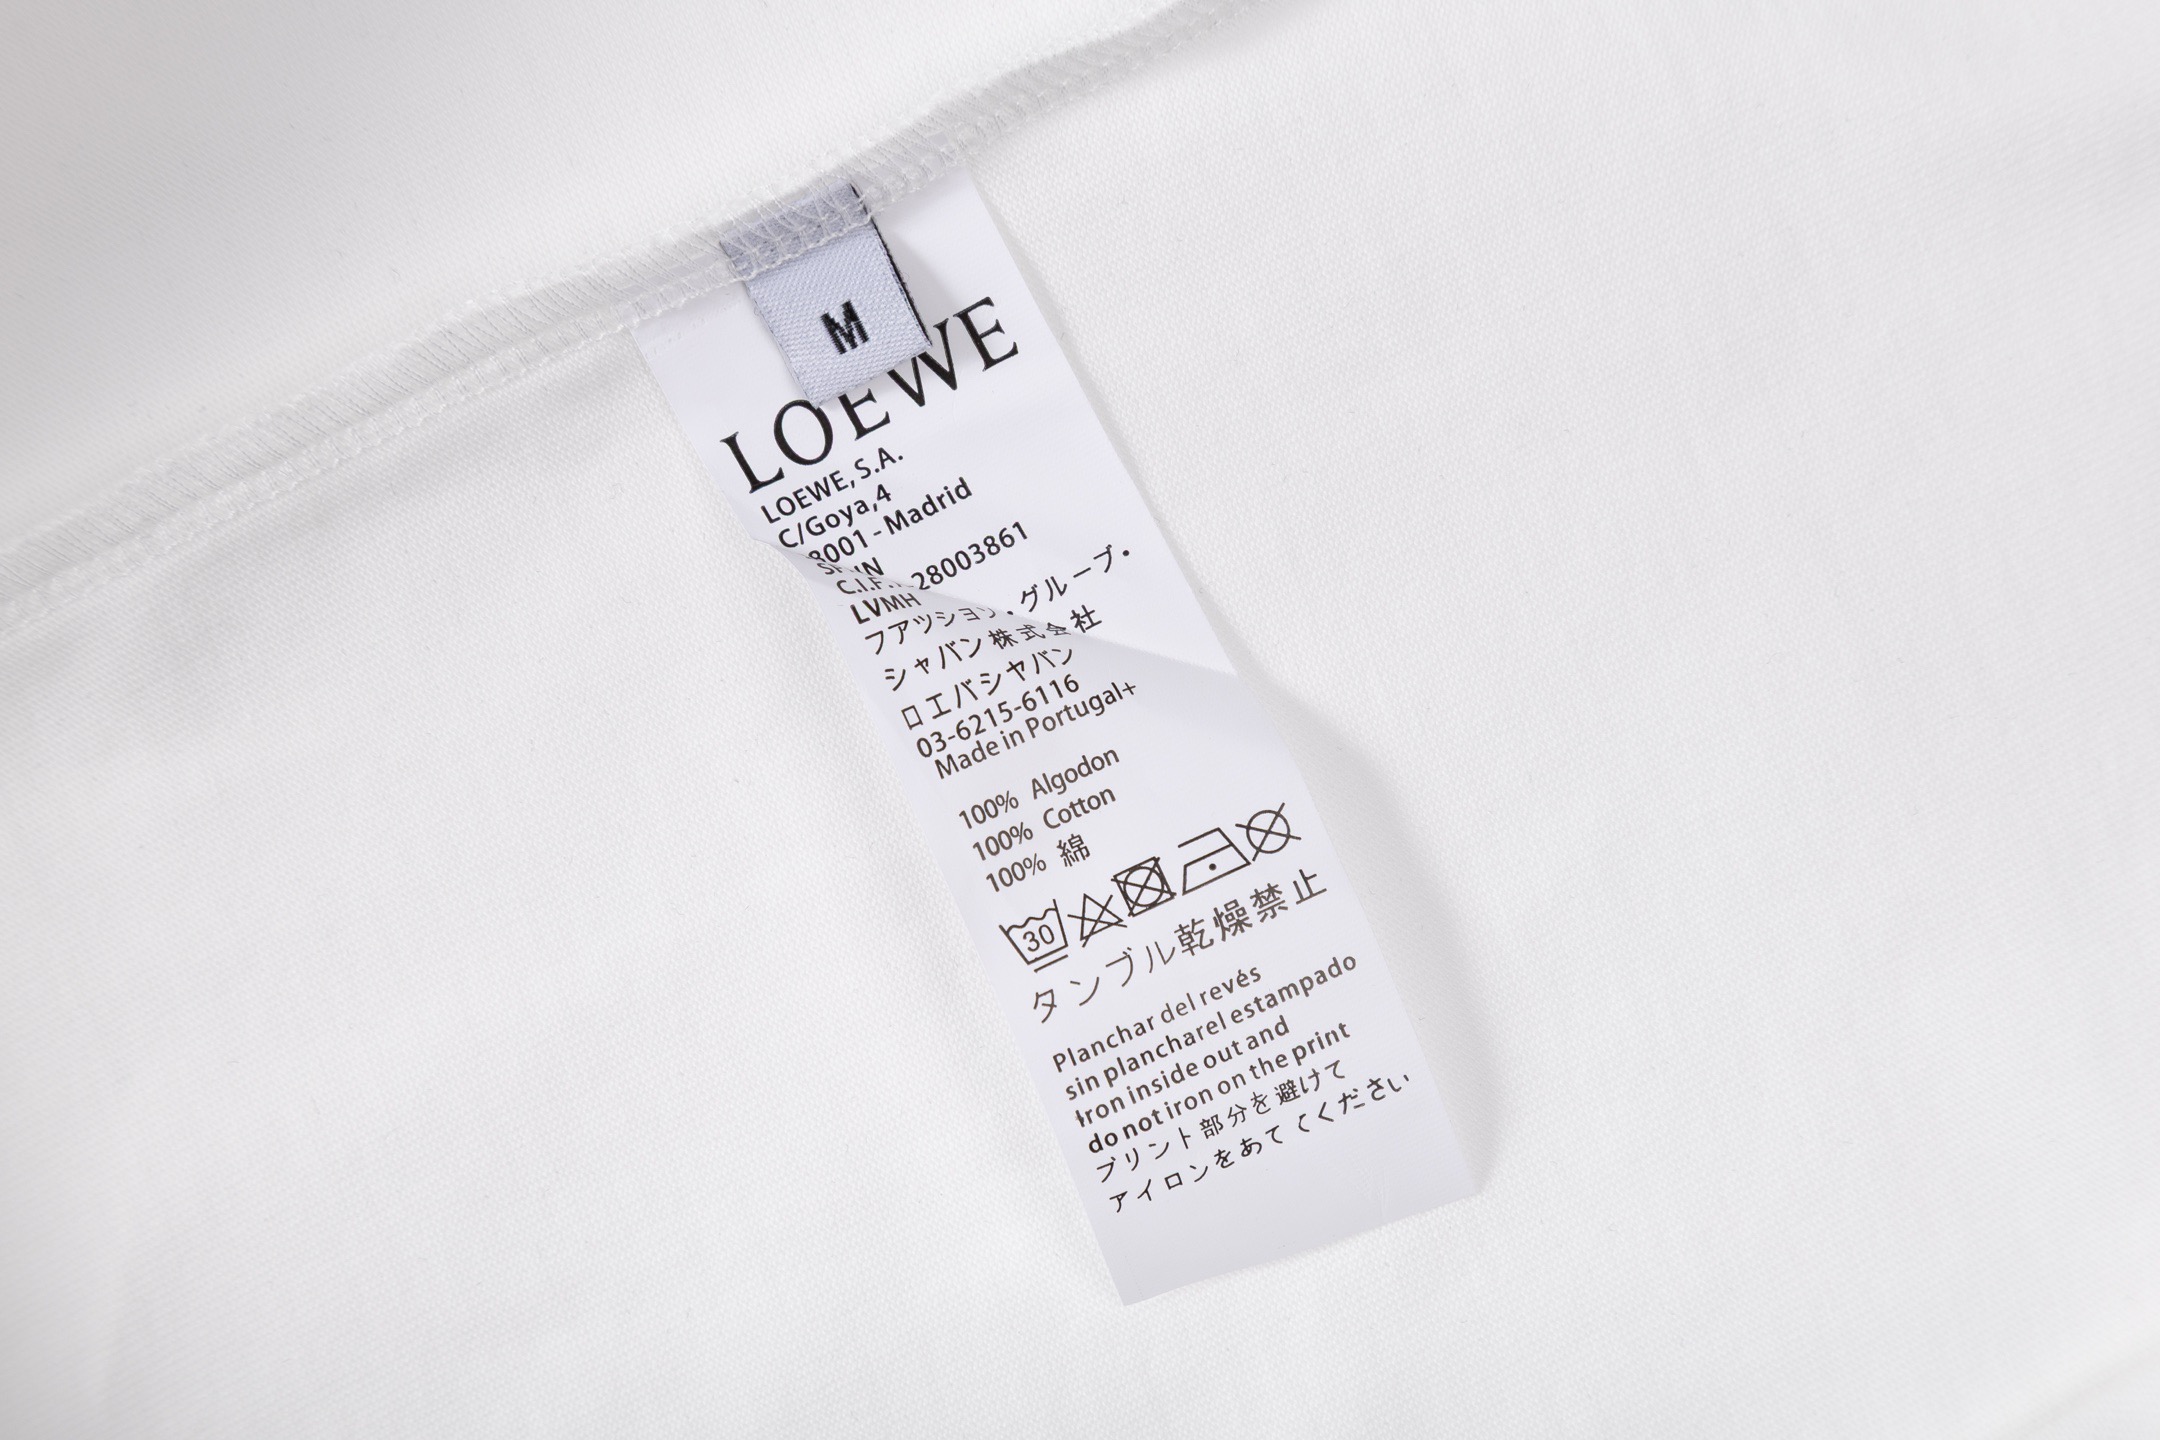 M
LOEWE
LOEWE, S.A.
C/Goya,4
8001 - Madrid
C.I.F. 28003861
LVMH
フアツション・グループ・
シャバン 株式会社
ロエバシヤバン
03-6215-6116
Made in Portugal+
100% Algodon
100% Cotton
100% 綿
30
タンブル乾燥禁止
Planchar del revés
sin plancharel estampado
Iron inside out and
do not iron on the print
プリント部分を避けて
アイロンをあててください